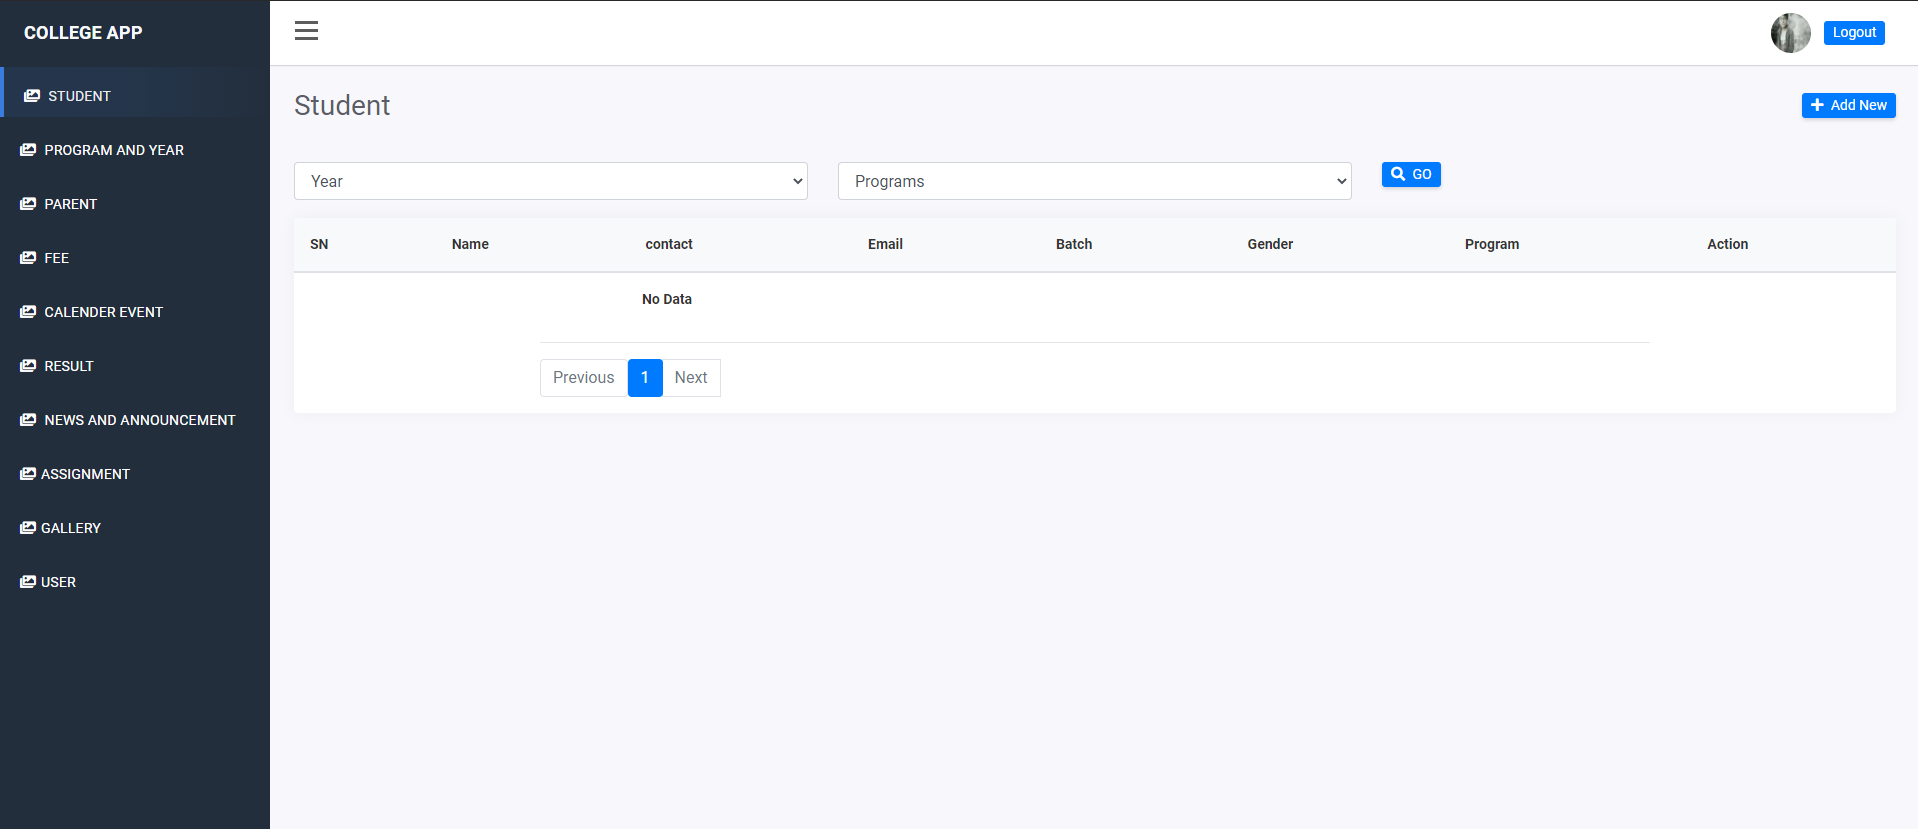 COLLEGE APP
Logout
STUDENT
PROGRAM AND YEAR
PARENT
FEE
CALENDER EVENT
RESULT
NEWS AND ANNOUNCEMENT
ASSIGNMENT
GALLERY
USER
Student
Add New
Year Programs GO
SN Name contact Email Batch Gender Program Action
No Data
Previous 1 Next